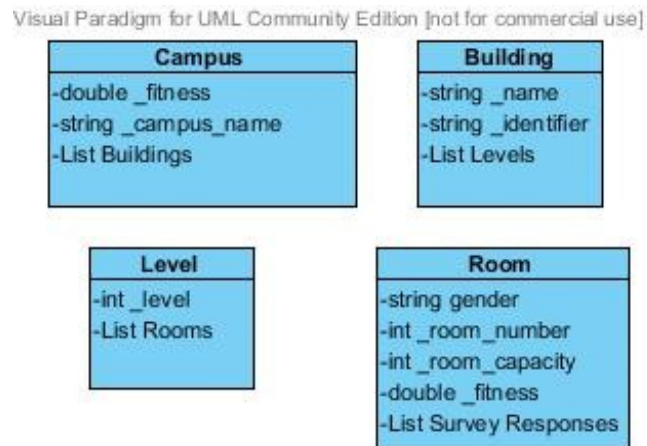 Visual Paradigm for UML Community Edition [not for commercial use]
Campus
-double _fitness
-string _campus_name
-List Buildings
Building
-string _name
-string _identifier
-List Levels
Level
-int _level
-List Rooms
Room
-string gender
-int _room_number
-int _room_capacity
-double _fitness
-List Survey Responses